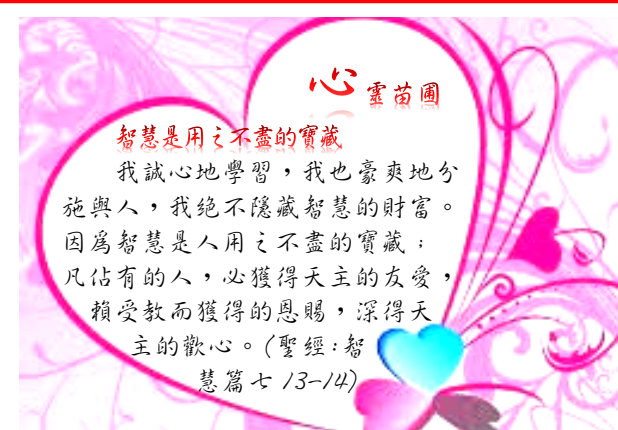 心靈苗圃
智慧是用之不盡的寶藏
我誠心地學習,我也豪爽地分
施與人,我絕不隱藏智慧的財富。
因為智慧是人用之不盡的寶藏;
凡佔有的人,必獲得天主的友愛,
賴受教而獲得的恩賜,深得天
主的歡心。(聖經:智
慧篇七 13-14)